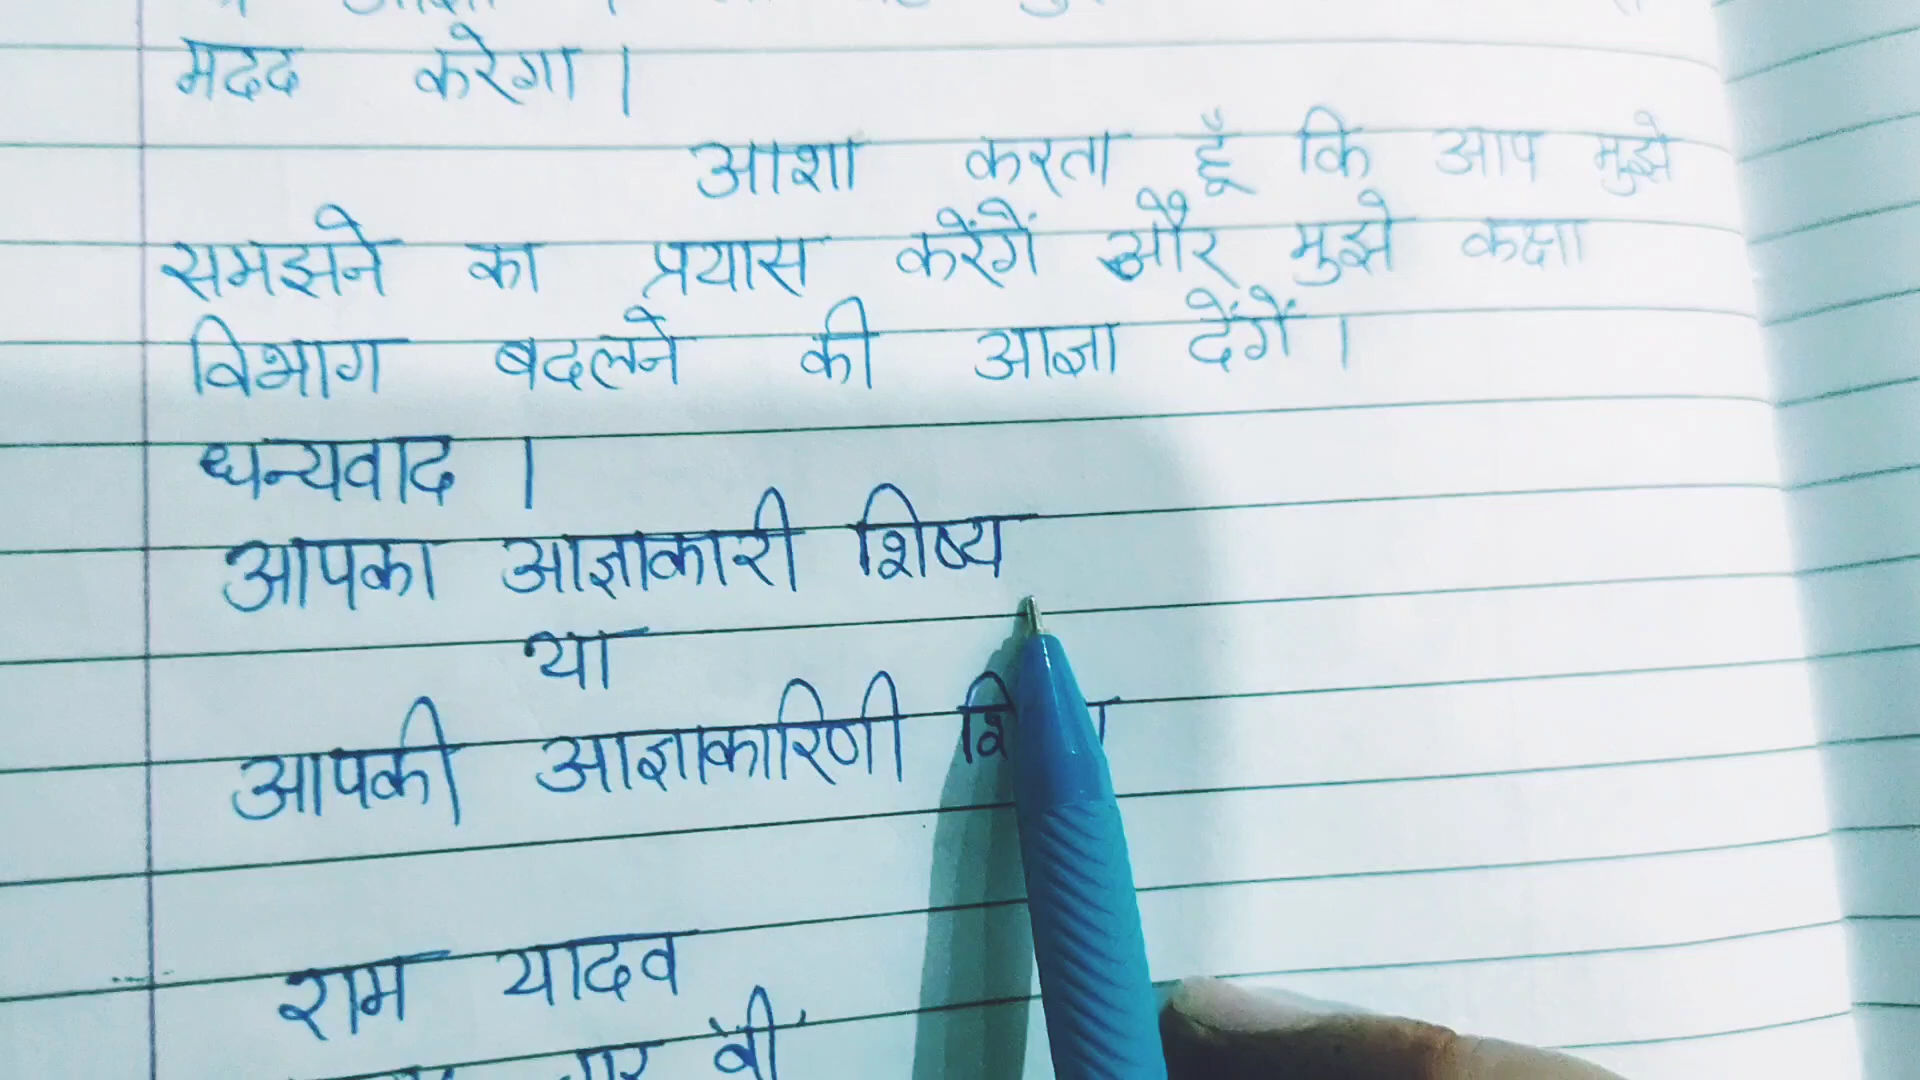 मदद करेगा।
आशा करता हूँ कि आप मुझे
समझने का प्रयास करेंगें और मुझे कक्षा
विभाग बदलने की आज्ञा देंगें।
धन्यवाद।
आपका आज्ञाकारी शिष्य
या
आपकी आज्ञाकारिणी
राम यादव